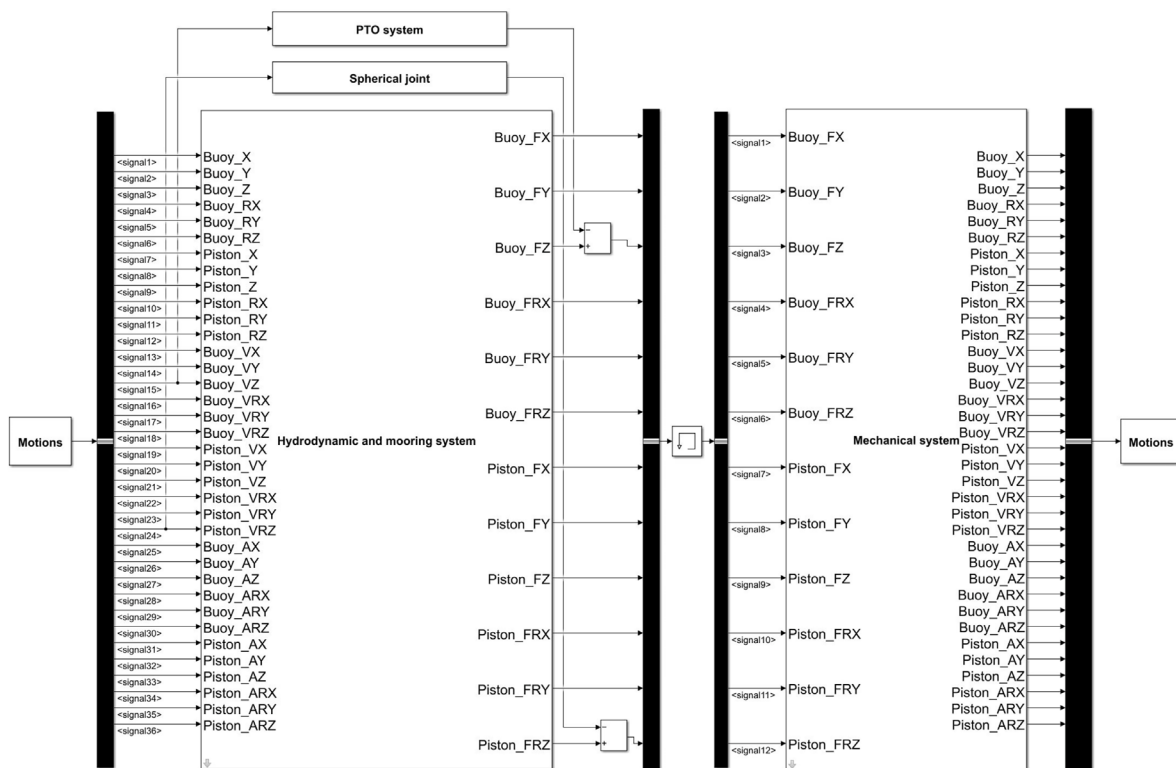 PTO system
Spherical joint
Motions
<signal1>
<signal2>
<signal3>
<signal4>
<signal5>
<signal6>
<signal7>
<signal8>
<signal9>
<signal10>
<signal11>
<signal12>
<signal13>
<signal14>
<signal15>
<signal16>
<signal17>
<signal18>
<signal19>
<signal20>
<signal21>
<signal22>
<signal23>
<signal24>
<signal25>
<signal26>
<signal27>
<signal28>
<signal29>
<signal30>
<signal31>
<signal32>
<signal33>
<signal34>
<signal35>
<signal36>
Buoy_X
Buoy_Y
Buoy_Z
Buoy_RX
Buoy_RY
Buoy_RZ
Piston_X
Piston_Y
Piston_Z
Piston_RX
Piston_RY
Piston_RZ
Buoy_VX
Buoy_VY
Buoy_VZ
Buoy_VRX
Buoy_VRY
Buoy_VRZ
Piston_VX
Piston_VY
Piston_VZ
Piston_VRX
Piston_VRY
Piston_VRZ
Buoy_AX
Buoy_AY
Buoy_AZ
Buoy_ARX
Buoy_ARY
Buoy_ARZ
Piston_AX
Piston_AY
Piston_AZ
Piston_ARX
Piston_ARY
Piston_ARZ
Hydrodynamic and mooring system
Buoy_FX
Buoy_FY
Buoy_FZ
Buoy_FRX
Buoy_FRY
Buoy_FRZ
Piston_FX
Piston_FY
Piston_FZ
Piston_FRX
Piston_FRY
Piston_FRZ
−
+
−
+
<signal1>
<signal2>
<signal3>
<signal4>
<signal5>
<signal6>
<signal7>
<signal8>
<signal9>
<signal10>
<signal11>
<signal12>
Buoy_FX
Buoy_FY
Buoy_FZ
Buoy_FRX
Buoy_FRY
Buoy_FRZ
Piston_FX
Piston_FY
Piston_FZ
Piston_FRX
Piston_FRY
Piston_FRZ
Mechanical system
Buoy_X
Buoy_Y
Buoy_Z
Buoy_RX
Buoy_RY
Buoy_RZ
Piston_X
Piston_Y
Piston_Z
Piston_RX
Piston_RY
Piston_RZ
Buoy_VX
Buoy_VY
Buoy_VZ
Buoy_VRX
Buoy_VRY
Buoy_VRZ
Piston_VX
Piston_VY
Piston_VZ
Piston_VRX
Piston_VRY
Piston_VRZ
Buoy_AX
Buoy_AY
Buoy_AZ
Buoy_ARX
Buoy_ARY
Buoy_ARZ
Piston_AX
Piston_AY
Piston_AZ
Piston_ARX
Piston_ARY
Piston_ARZ
Motions